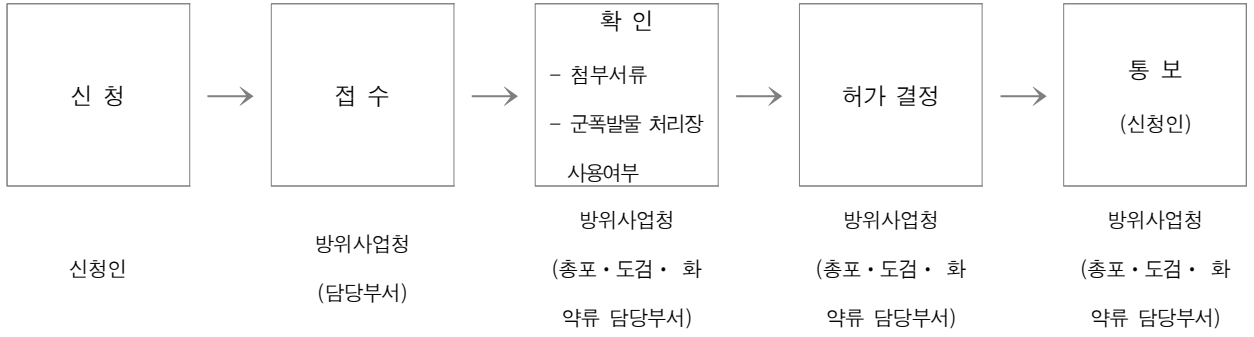 신 청
접 수
확 인
- 첨부서류
- 군폭발물 처리장
사용여부
허가 결정
통 보
(신청인)
신청인
방위사업청
(담당부서)
방위사업청
(총포・도검・ 화
약류 담당부서)
방위사업청
(총포・도검・ 화
약류 담당부서)
방위사업청
(총포・도검・ 화
약류 담당부서)